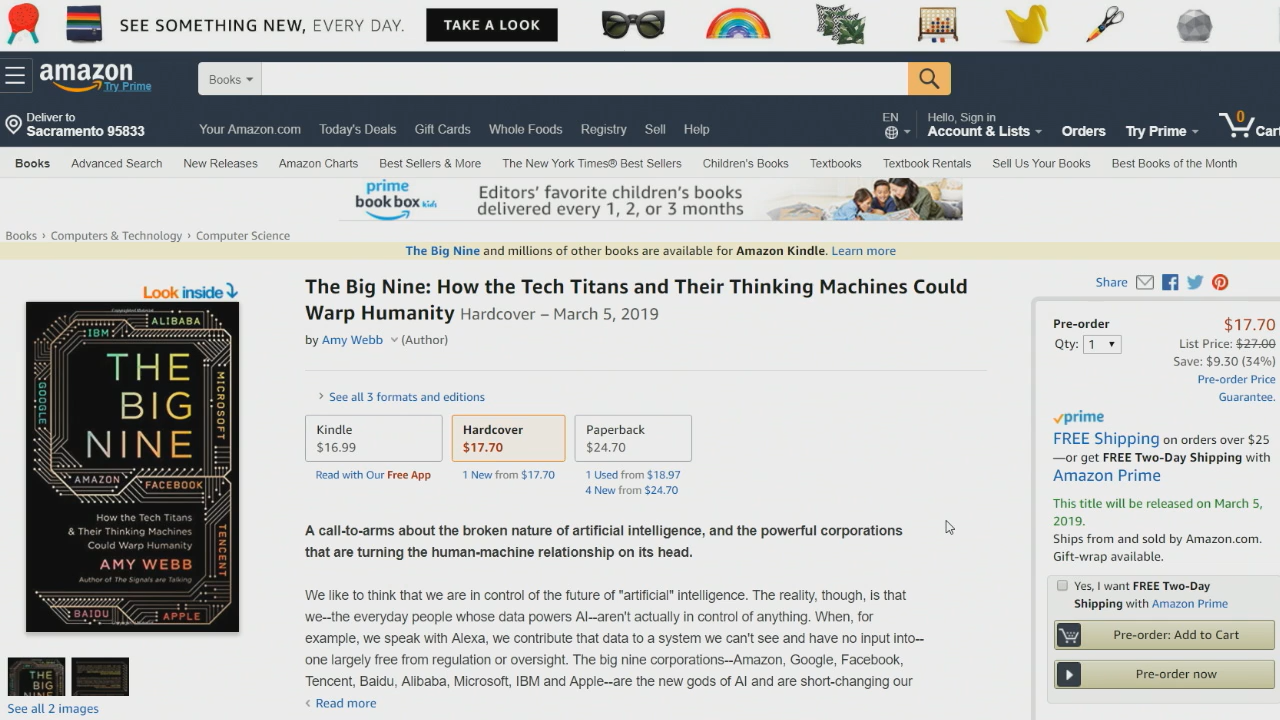 SEE SOMETHING NEW, EVERY DAY. TAKE A LOOK
amazon
Try Prime
Books
Deliver to
Sacramento 95833
Your Amazon.com Today's Deals Gift Cards Whole Foods Registry Sell Help
EN
Hello, Sign in
Account & Lists Orders Try Prime
0
Cart
Books Advanced Search New Releases Amazon Charts Best Sellers & More The New York Times® Best Sellers Children's Books Textbooks Textbook Rentals Sell Us Your Books Best Books of the Month
prime
book box kids
Editors' favorite children's books
delivered every 1, 2, or 3 months
Books › Computers & Technology › Computer Science
The Big Nine and millions of other books are available for Amazon Kindle. Learn more
Look inside
IBM
ALIBABA
GOOGLE
MICROSOFT
THE
BIG
NINE
AMAZON
FACEBOOK
How the Tech Titans
& Their Thinking Machines
Could Warp Humanity
TENCENT
AMY WEBB
Author of The Signals are Talking
BAIDU
APPLE
THE
BIG
NINE
See all 2 images
The Big Nine: How the Tech Titans and Their Thinking Machines Could
Warp Humanity Hardcover – March 5, 2019
by Amy Webb (Author)
› See all 3 formats and editions
Kindle
$16.99
Read with Our Free App
Hardcover
$17.70
1 New from $17.70
Paperback
$24.70
1 Used from $18.97
4 New from $24.70
A call-to-arms about the broken nature of artificial intelligence, and the powerful corporations
that are turning the human-machine relationship on its head.
We like to think that we are in control of the future of "artificial" intelligence. The reality, though, is that
we--the everyday people whose data powers AI--aren't actually in control of anything. When, for
example, we speak with Alexa, we contribute that data to a system we can't see and have no input into--
one largely free from regulation or oversight. The big nine corporations--Amazon, Google, Facebook,
Tencent, Baidu, Alibaba, Microsoft, IBM and Apple--are the new gods of AI and are short-changing our
‹ Read more
Share
Pre-order $17.70
Qty: 1
List Price: $27.00
Save: $9.30 (34%)
Pre-order Price
Guarantee.
prime
FREE Shipping on orders over $25
—or get FREE Two-Day Shipping with
Amazon Prime
This title will be released on March 5,
2019.
Ships from and sold by Amazon.com.
Gift-wrap available.
Yes, I want FREE Two-Day
Shipping with Amazon Prime
Pre-order: Add to Cart
Pre-order now